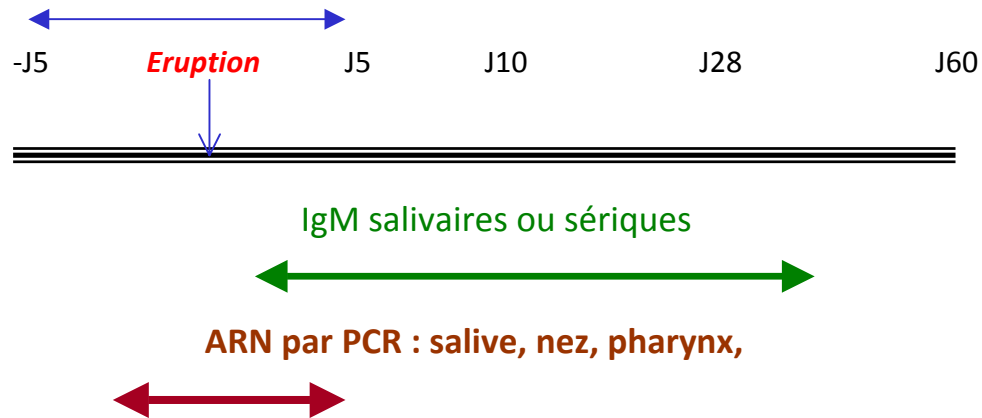 -J5 Eruption J5 J10 J28 J60
IgM salivaires ou sériques
ARN par PCR : salive, nez, pharynx,